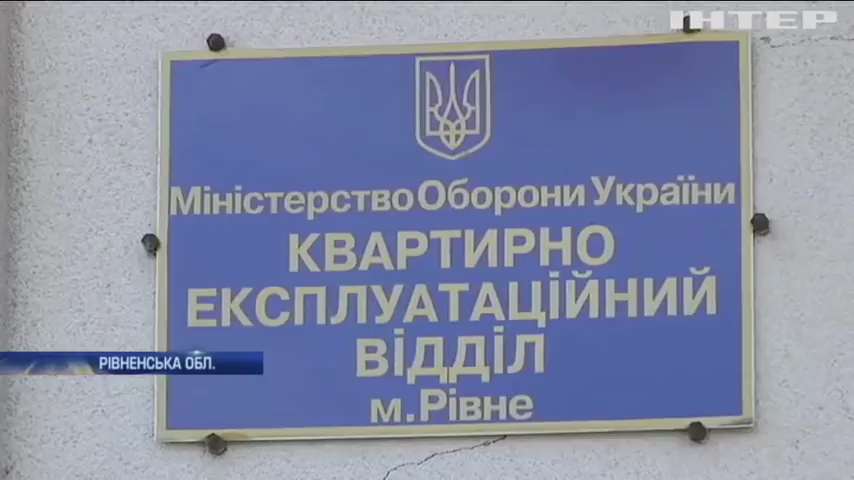 ІНТЕР
Міністерство Оборони України
КВАРТИРНО
ЕКСПЛУАТАЦІЙНИЙ
ВІДДІЛ
м.Рівне
РІВНЕНСЬКА ОБЛ.